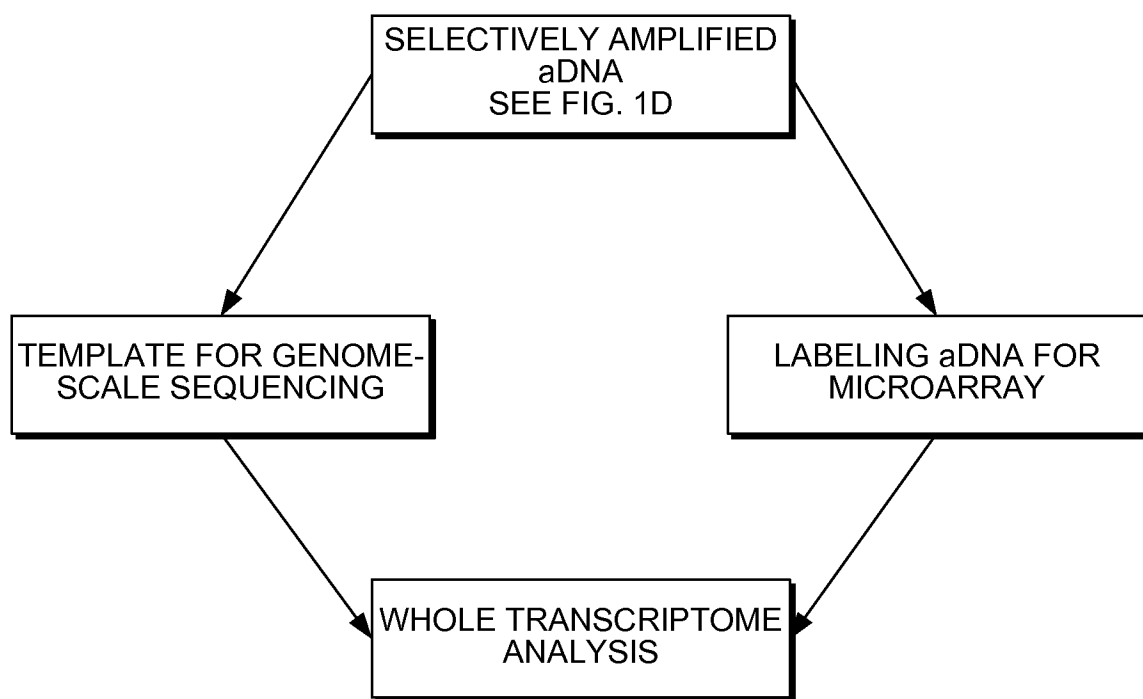 SELECTIVELY AMPLIFIED
aDNA
SEE FIG. 1D
TEMPLATE FOR GENOME-
SCALE SEQUENCING
LABELING aDNA FOR
MICROARRAY
WHOLE TRANSCRIPTOME
ANALYSIS